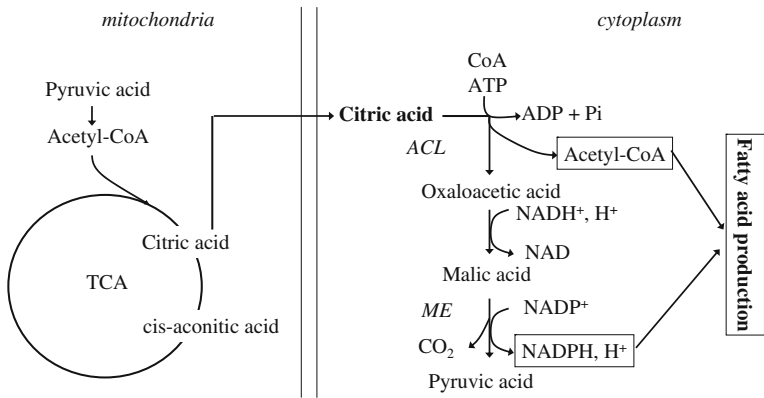 mitochondria
cytoplasm
Pyruvic acid
Acetyl-CoA
Citric acid
TCA
cis-aconitic acid
CoA
ATP
Citric acid
ADP + Pi
ACL
Acetyl-CoA
Oxaloacetic acid
NADH⁺, H⁺
NAD
Malic acid
ME
NADP⁺
CO₂
NADPH, H⁺
Pyruvic acid
Fatty acid production